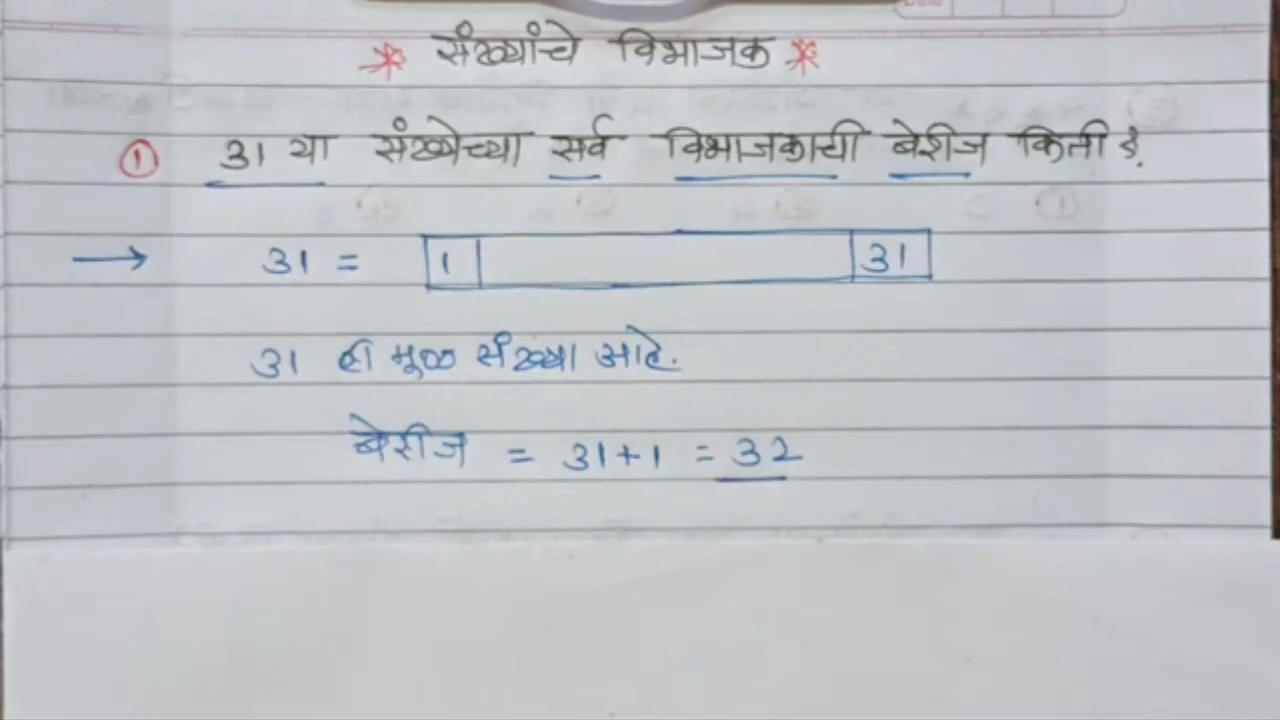 * संख्यांचे विभाजक *
① 31 या संख्येच्या सर्व विभाजकाची बेरीज किती?
→ 31 = 1 31
31 ही मूळ संख्या आहे.
बेरीज = 31+1 = 32